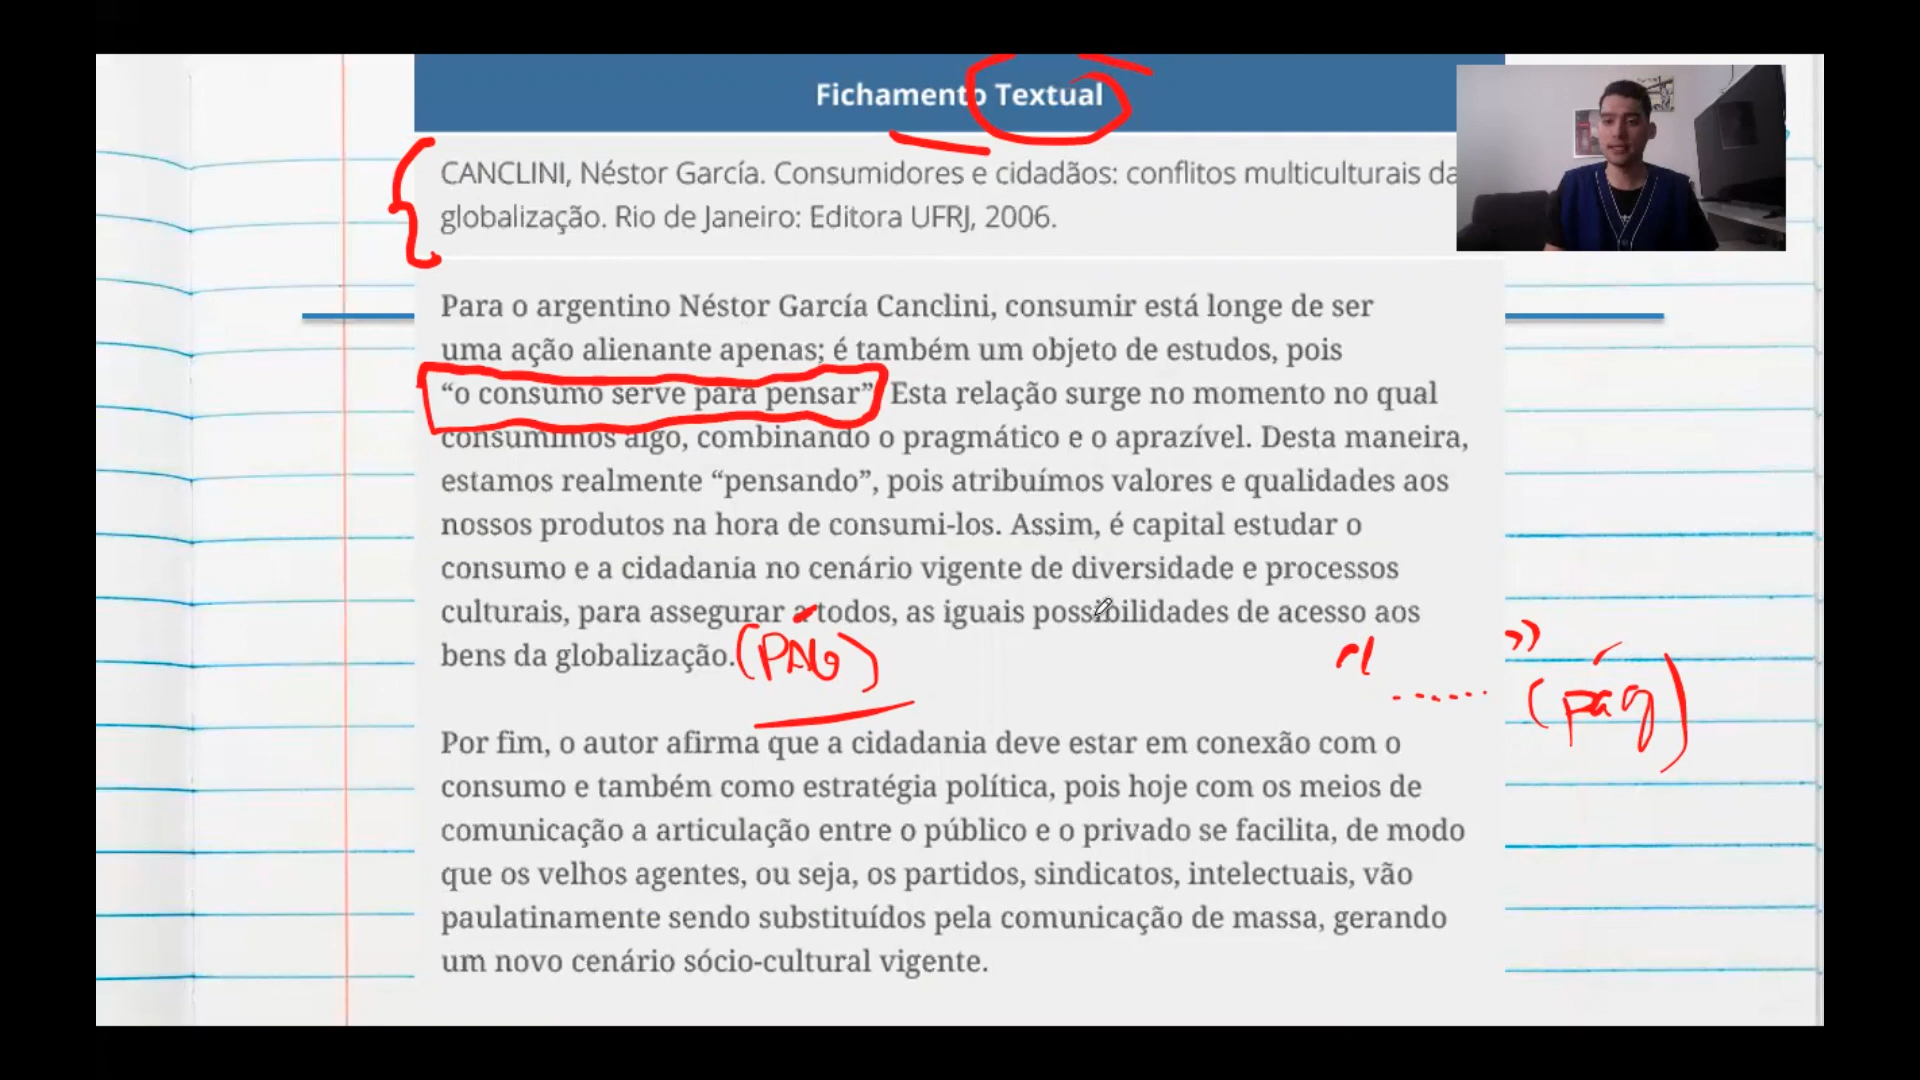 Fichamento Textual
CANCLINI, Néstor García. Consumidores e cidadãos: conflitos multiculturais da
globalização. Rio de Janeiro: Editora UFRJ, 2006.
Para o argentino Néstor García Canclini, consumir está longe de ser
uma ação alienante apenas; é também um objeto de estudos, pois
“o consumo serve para pensar” Esta relação surge no momento no qual
consumimos algo, combinando o pragmático e o aprazível. Desta maneira,
estamos realmente “pensando”, pois atribuímos valores e qualidades aos
nossos produtos na hora de consumi-los. Assim, é capital estudar o
consumo e a cidadania no cenário vigente de diversidade e processos
culturais, para assegurar a todos, as iguais possibilidades de acesso aos
bens da globalização. (PÁG)
“ ...... ” (pág)
Por fim, o autor afirma que a cidadania deve estar em conexão com o
consumo e também como estratégia política, pois hoje com os meios de
comunicação a articulação entre o público e o privado se facilita, de modo
que os velhos agentes, ou seja, os partidos, sindicatos, intelectuais, vão
paulatinamente sendo substituídos pela comunicação de massa, gerando
um novo cenário sócio-cultural vigente.